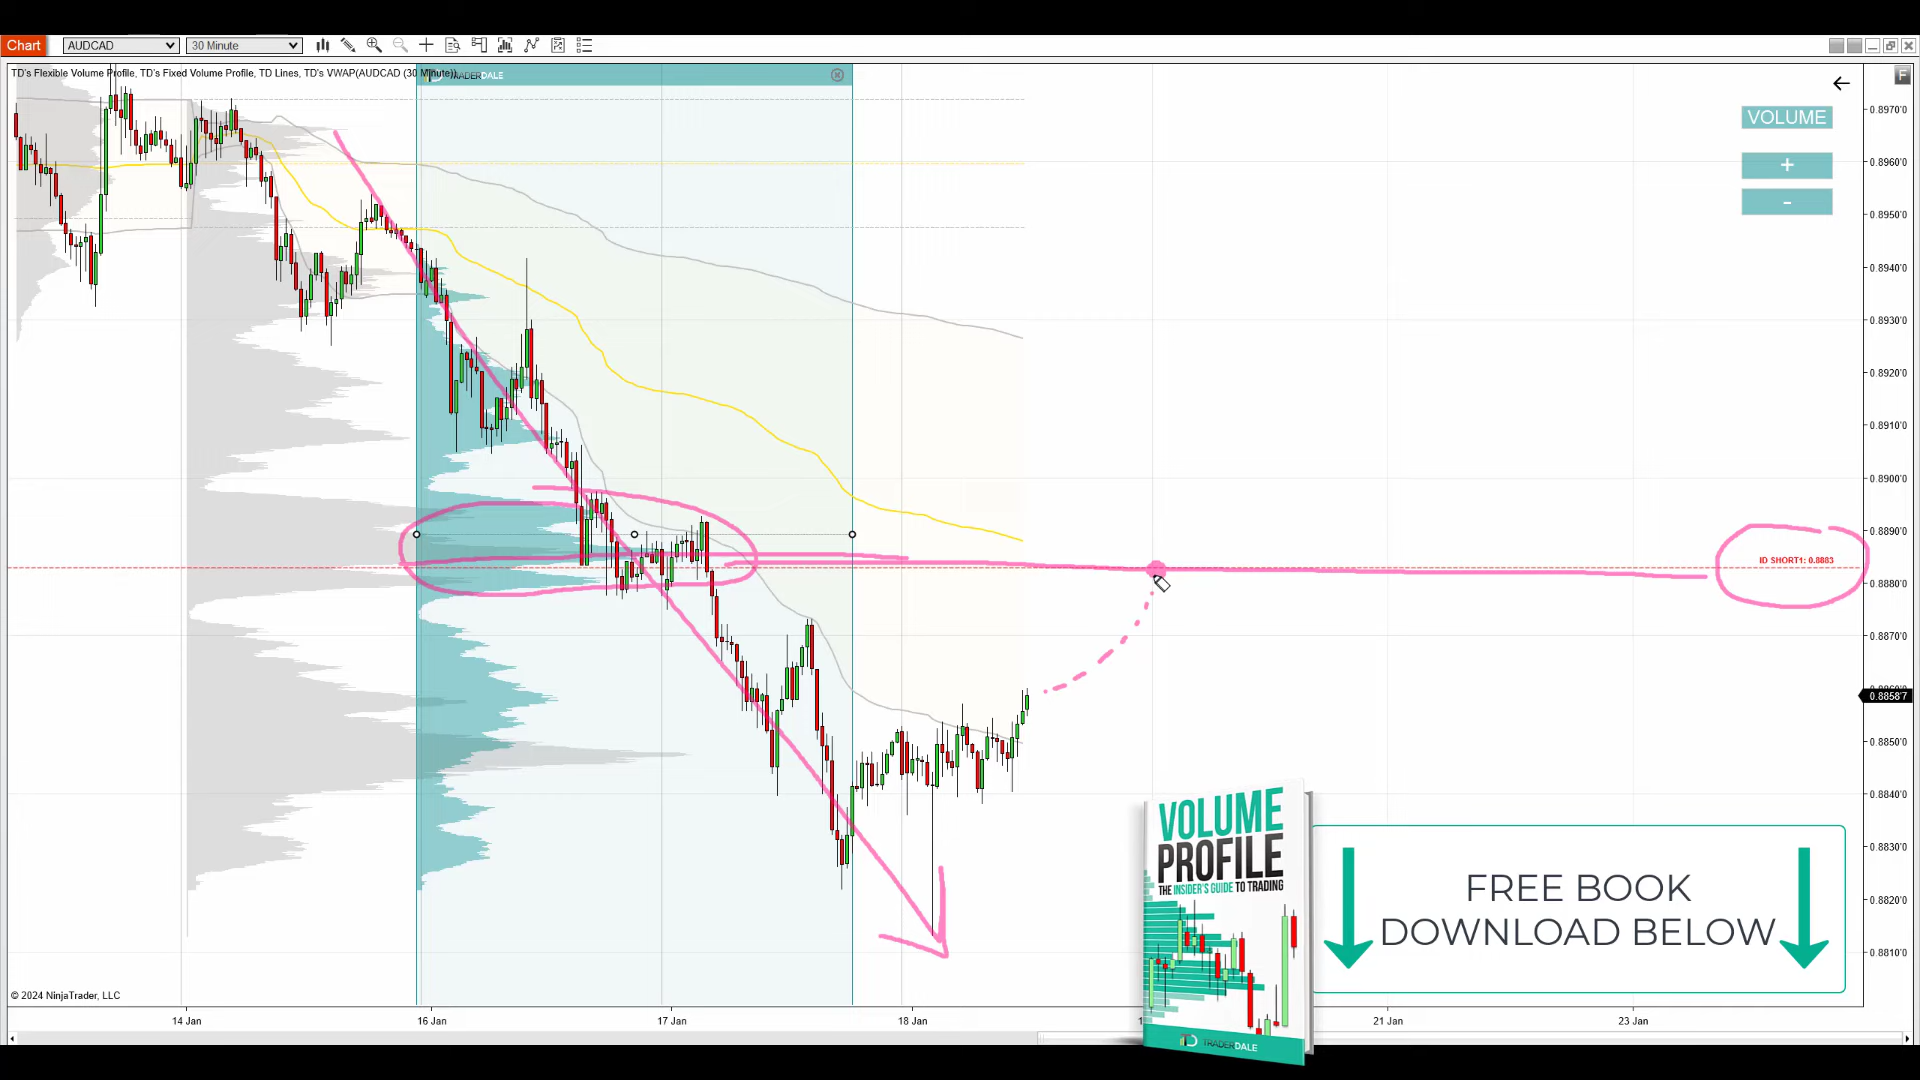 Chart
AUDCAD
30 Minute
TD's Flexible Volume Profile, TD's Fixed Volume Profile, TD Lines, TD's VWAP(AUDCAD (30 Minute))
TRADERDALE
F
VOLUME
+
-
0.8970'0
0.8960'0
0.8950'0
0.8940'0
0.8930'0
0.8920'0
0.8910'0
0.8900'0
0.8890'0
ID SHORT1: 0.8883
0.8880'0
0.8870'0
0.8858'7
0.8850'0
0.8840'0
0.8830'0
0.8820'0
0.8810'0
VOLUME
PROFILE
THE INSIDER'S GUIDE TO TRADING
TRADERDALE
FREE BOOK
DOWNLOAD BELOW
© 2024 NinjaTrader, LLC
14 Jan
16 Jan
17 Jan
18 Jan
21 Jan
23 Jan